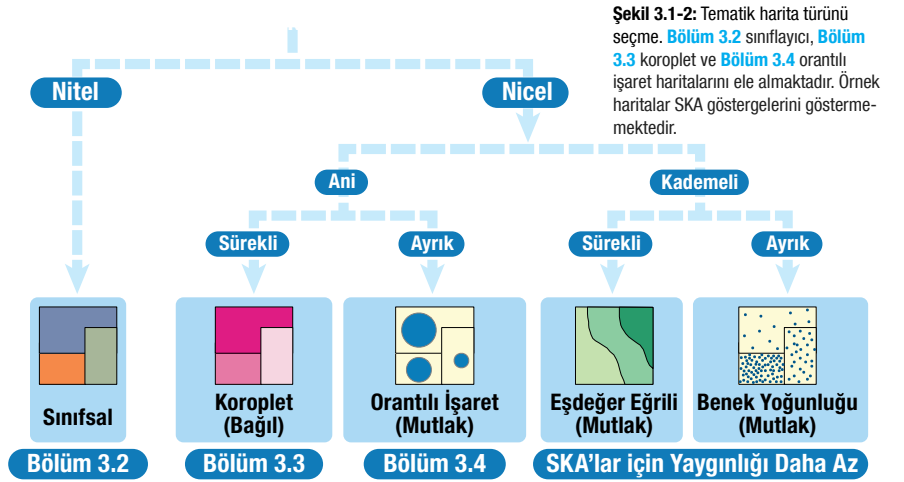 Şekil 3.1-2: Tematik harita türünü
seçme. Bölüm 3.2 sınıflayıcı, Bölüm
3.3 koroplet ve Bölüm 3.4 orantılı
işaret haritalarını ele almaktadır. Örnek
haritalar SKA göstergelerini gösterme-
mektedir.
Nitel
Nicel
Ani
Kademeli
Sürekli
Ayrık
Sürekli
Ayrık
Sınıfsal
Koroplet
(Bağıl)
Orantılı İşaret
(Mutlak)
Eşdeğer Eğrili
(Mutlak)
Benek Yoğunluğu
(Mutlak)
Bölüm 3.2
Bölüm 3.3
Bölüm 3.4
SKA'lar için Yaygınlığı Daha Az